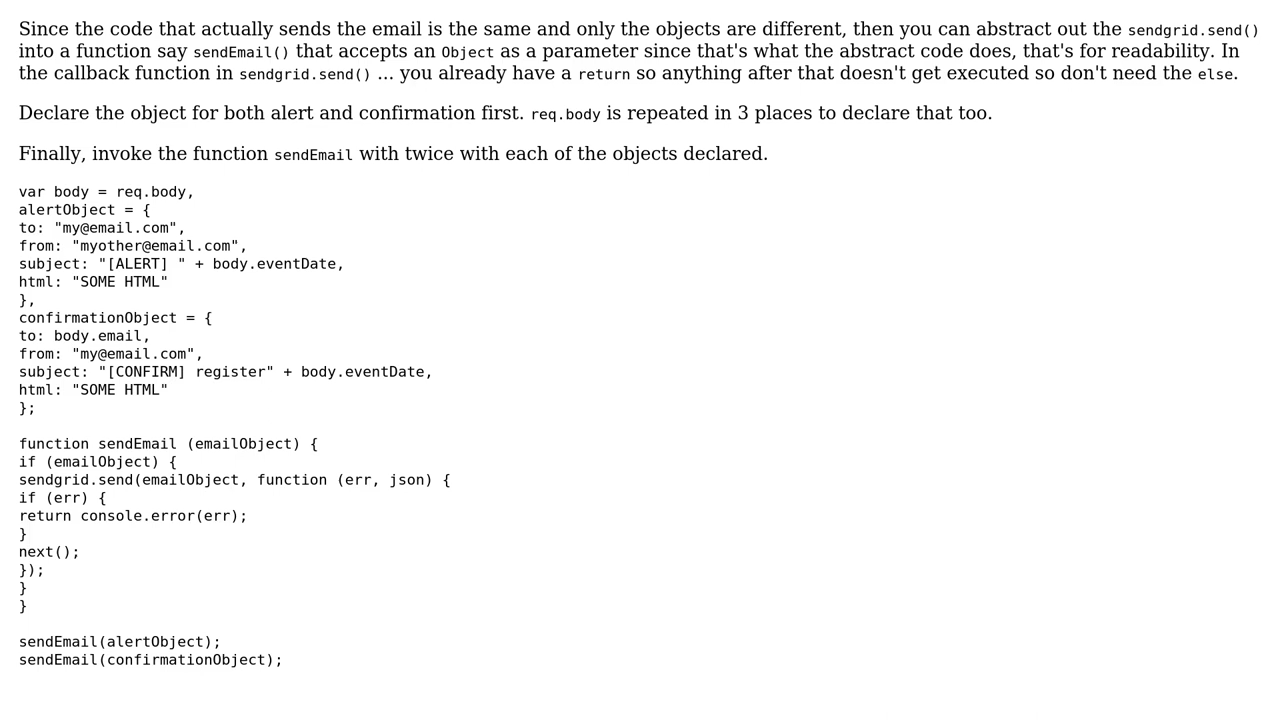 Since the code that actually sends the email is the same and only the objects are different, then you can abstract out the sendgrid.send()
into a function say sendEmail() that accepts an Object as a parameter since that's what the abstract code does, that's for readability. In
the callback function in sendgrid.send() ... you already have a return so anything after that doesn't get executed so don't need the else.
Declare the object for both alert and confirmation first. req.body is repeated in 3 places to declare that too.
Finally, invoke the function sendEmail with twice with each of the objects declared.
var body = req.body,
alertObject = {
to: "my@email.com",
from: "myother@email.com",
subject: "[ALERT] " + body.eventDate,
html: "SOME HTML"
},
confirmationObject = {
to: body.email,
from: "my@email.com",
subject: "[CONFIRM] register" + body.eventDate,
html: "SOME HTML"
};
function sendEmail (emailObject) {
if (emailObject) {
sendgrid.send(emailObject, function (err, json) {
if (err) {
return console.error(err);
}
next();
});
}
}
sendEmail(alertObject);
sendEmail(confirmationObject);